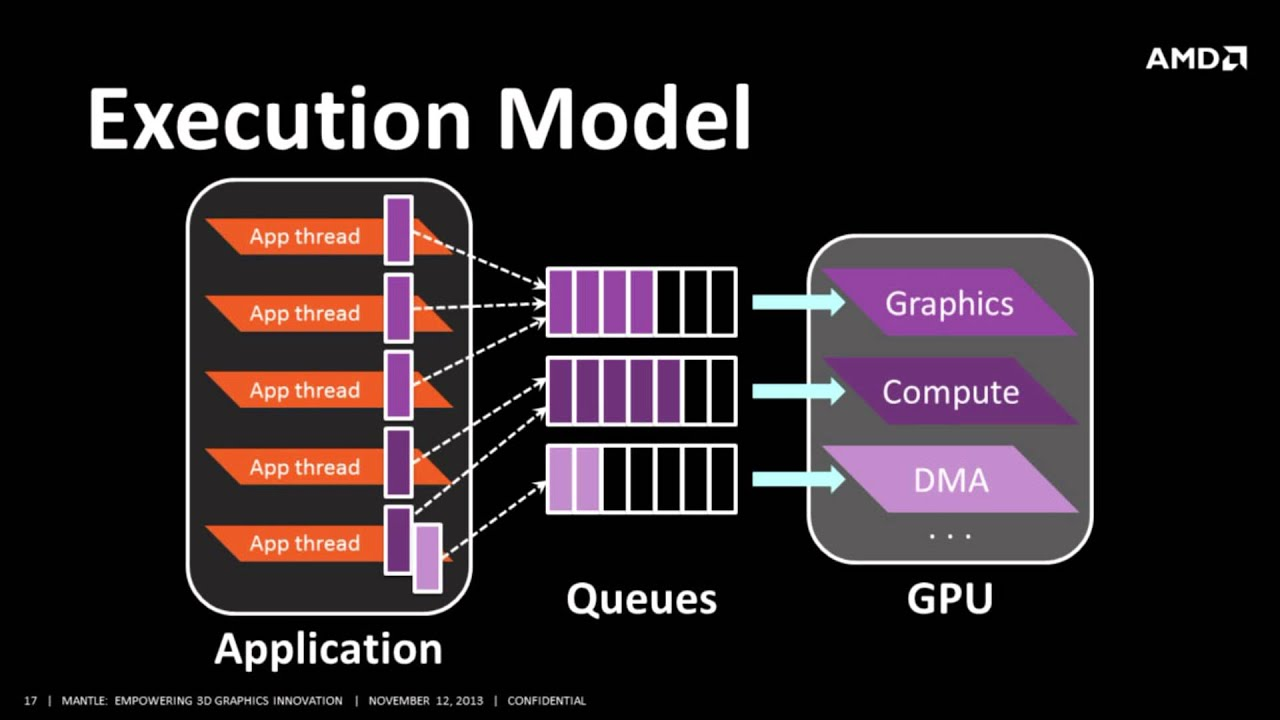 AMD
Execution Model
App thread
App thread
App thread
App thread
App thread
Graphics
Compute
DMA
. . .
Queues
GPU
Application
17 | MANTLE: EMPOWERING 3D GRAPHICS INNOVATION | NOVEMBER 12, 2013 | CONFIDENTIAL